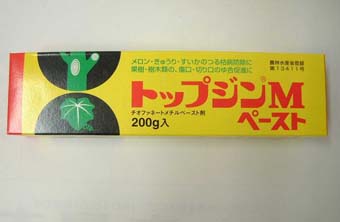 メロン・きゅうり・すいかのつる枯病防除に
果樹・樹木類の、傷口・切り口のゆ合促進に
農林水産省登録
第13411号
トップジン®M
ペースト
チオファネートメチルペースト剤
200g入